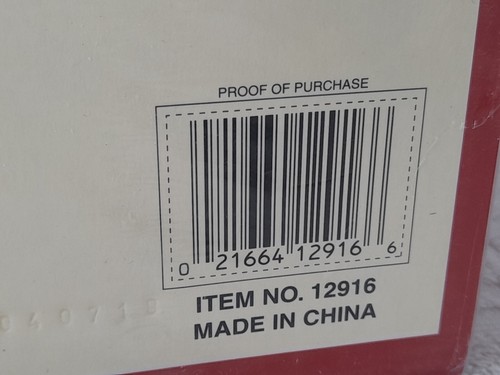 PROOF OF PURCHASE
0 21664 12916 6
ITEM NO. 12916
MADE IN CHINA